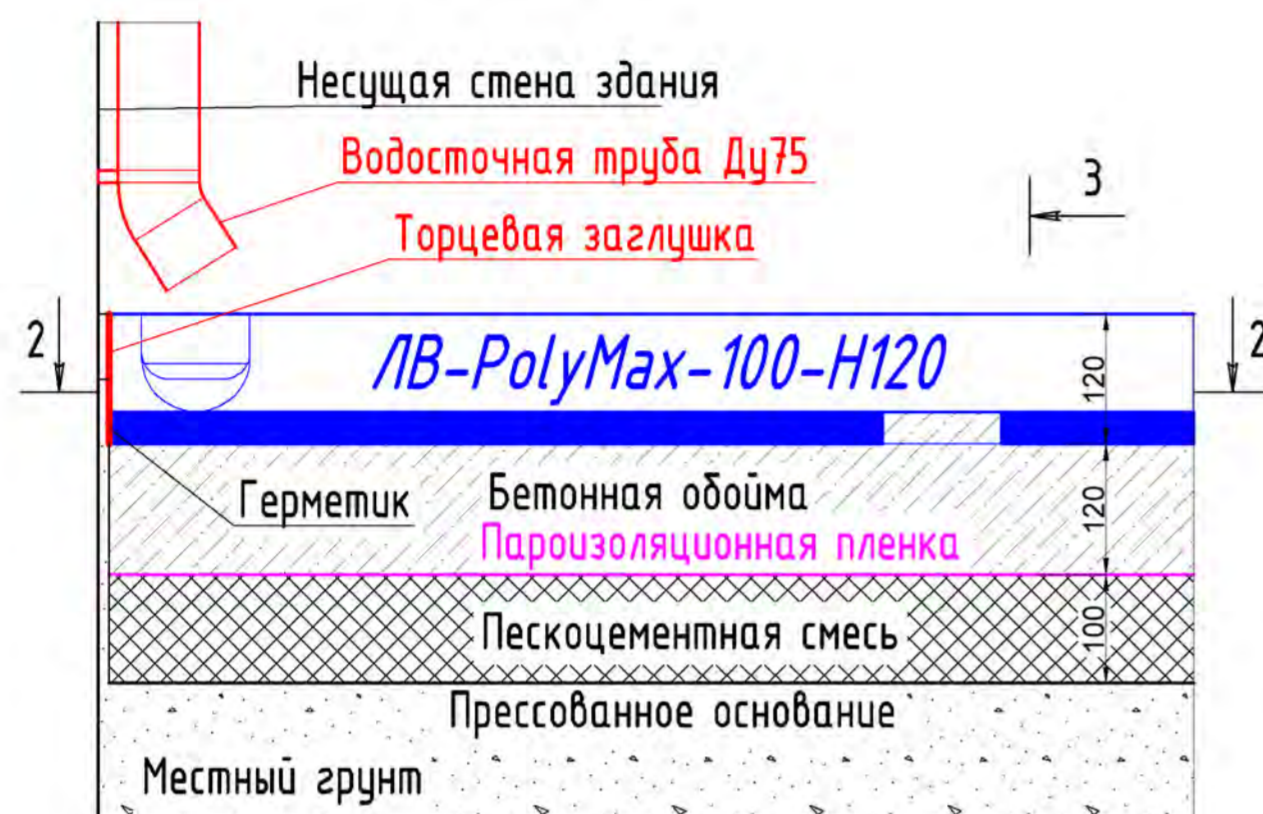 Несущая стена здания
Водосточная труба Ду75
3
Торцевая заглушка
2
2
ЛВ-PolyMax-100-H120
120
Герметик
Бетонная обойма
120
Пароизоляционная пленка
Пескоцементная смесь
100
Прессованное основание
Местный грунт